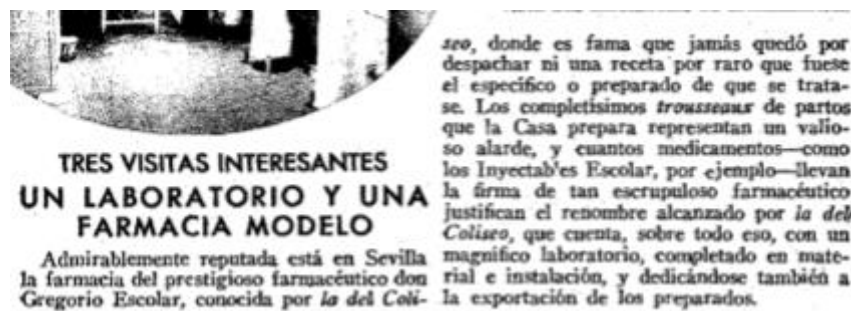 TRES VISITAS INTERESANTES
UN LABORATORIO Y UNA
FARMACIA MODELO
Admirablemente reputada está en Sevilla
la farmacia del prestigioso farmacéutico don
Gregorio Escolar, conocida por la del Coli-
seo, donde es fama que jamás quedó por
despachar ni una receta por raro que fuese
el específico o preparado de que se trata-
se. Los completísimos trousseaux de partos
que la Casa prepara representan un valio-
so alarde, y cuantos medicamentos—como
los Inyectab'es Escolar, por ejemplo—llevan
la firma de tan escrupuloso farmacéutico
justifican el renombre alcanzado por la del
Coliseo, que cuenta, sobre todo eso, con un
magnífico laboratorio, completado en mate-
rial e instalación, y dedicándose también a
la exportación de los preparados.